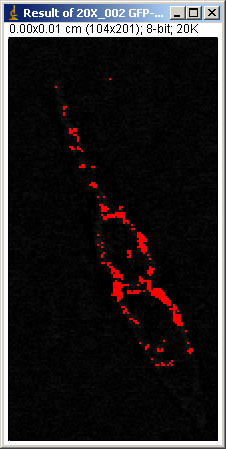 Result of 20X_002 GFP-...
0.00x0.01 cm (104x201); 8-bit; 20K